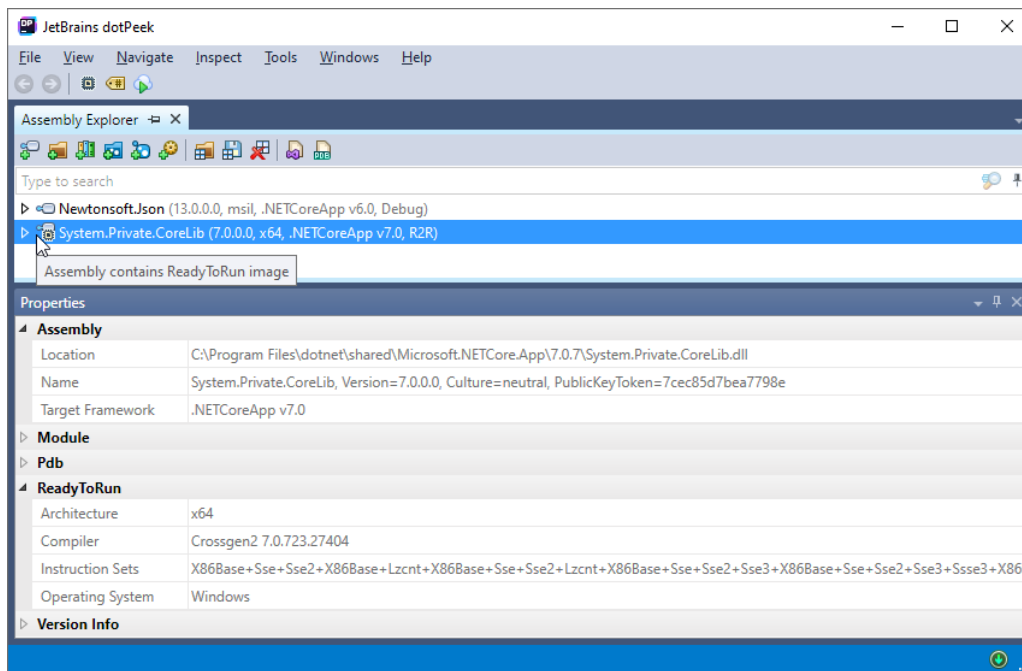 JetBrains dotPeek
File View Navigate Inspect Tools Windows Help
Assembly Explorer
Type to search
Newtonsoft.Json (13.0.0.0, msil, .NETCoreApp v6.0, Debug)
System.Private.CoreLib (7.0.0.0, x64, .NETCoreApp v7.0, R2R)
Assembly contains ReadyToRun image
Properties
Assembly
Location C:\Program Files\dotnet\shared\Microsoft.NETCore.App\7.0.7\System.Private.CoreLib.dll
Name System.Private.CoreLib, Version=7.0.0.0, Culture=neutral, PublicKeyToken=7cec85d7bea7798e
Target Framework .NETCoreApp v7.0
Module
Pdb
ReadyToRun
Architecture x64
Compiler Crossgen2 7.0.723.27404
Instruction Sets X86Base+Sse+Sse2+X86Base+Lzcnt+X86Base+Sse+Sse2+Lzcnt+X86Base+Sse+Sse2+Sse3+X86Base+Sse+Sse2+Sse3+Ssse3+X86
Operating System Windows
Version Info